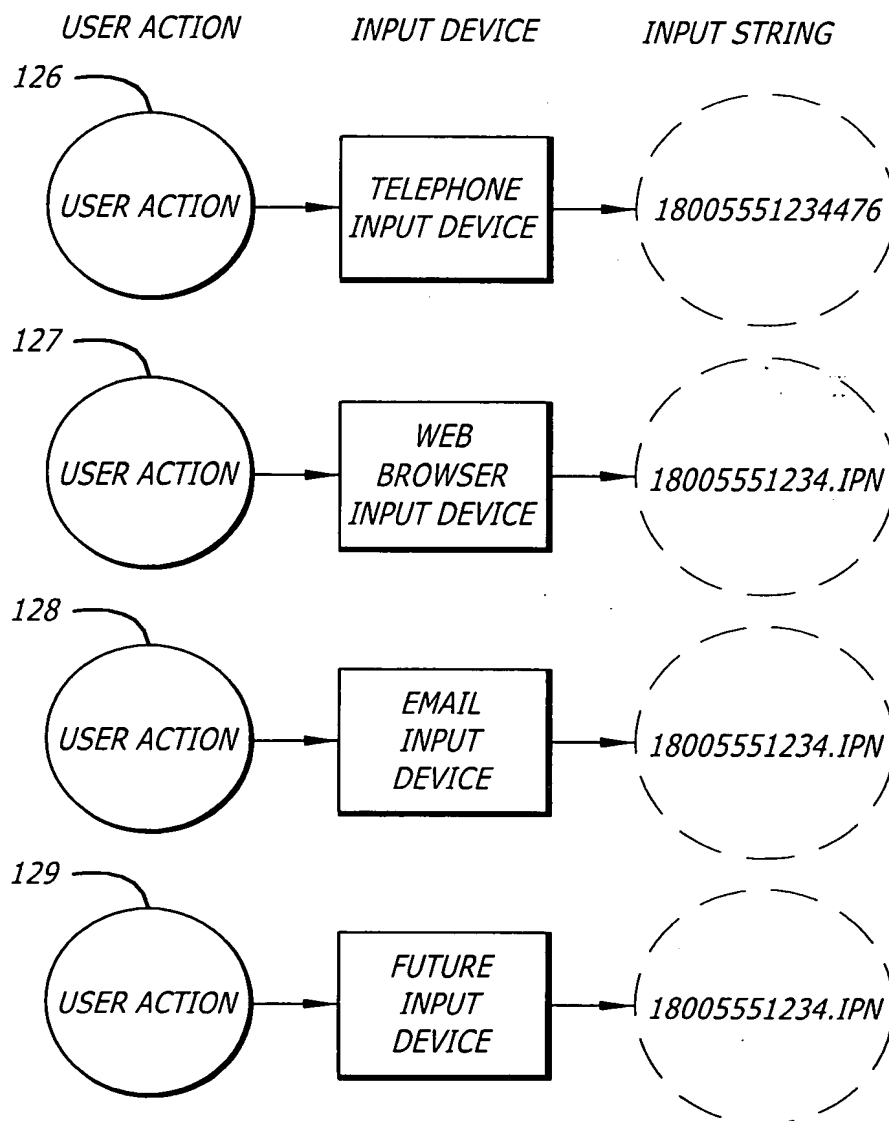 USER ACTION INPUT DEVICE INPUT STRING
126
USER ACTION
TELEPHONE
INPUT DEVICE
18005551234476
127
USER ACTION
WEB
BROWSER
INPUT DEVICE
18005551234.IPN
128
USER ACTION
EMAIL
INPUT
DEVICE
18005551234.IPN
129
USER ACTION
FUTURE
INPUT
DEVICE
18005551234.IPN